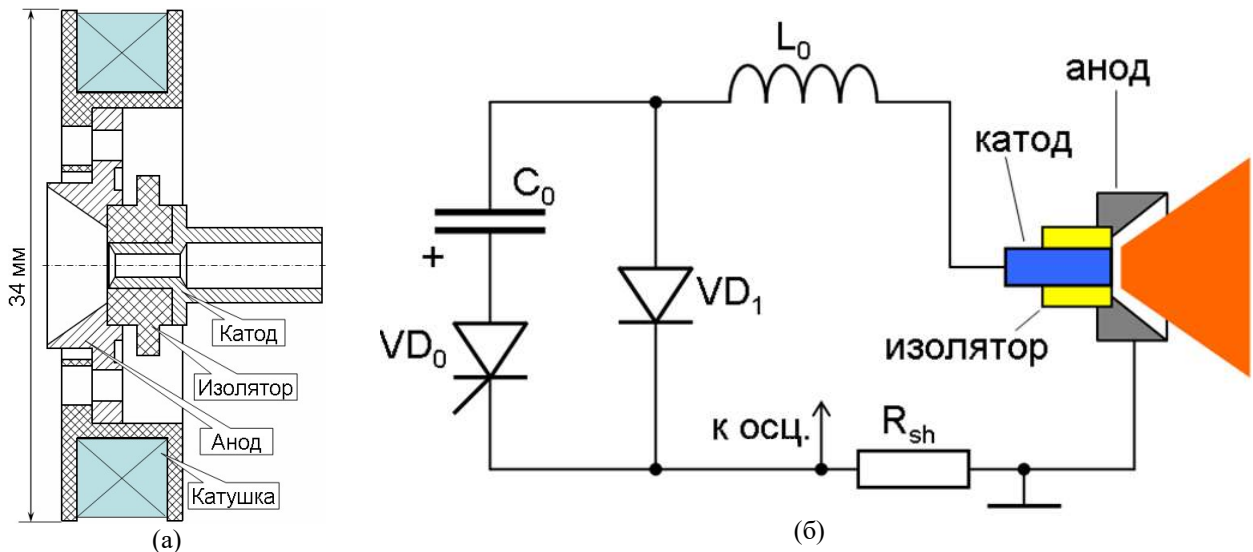 34 мм
Катод
Изолятор
Анод
Катушка
(а)
L₀
анод
катод
C₀
+
VD₁
VD₀
изолятор
к осц.
Rₛₕ
(б)